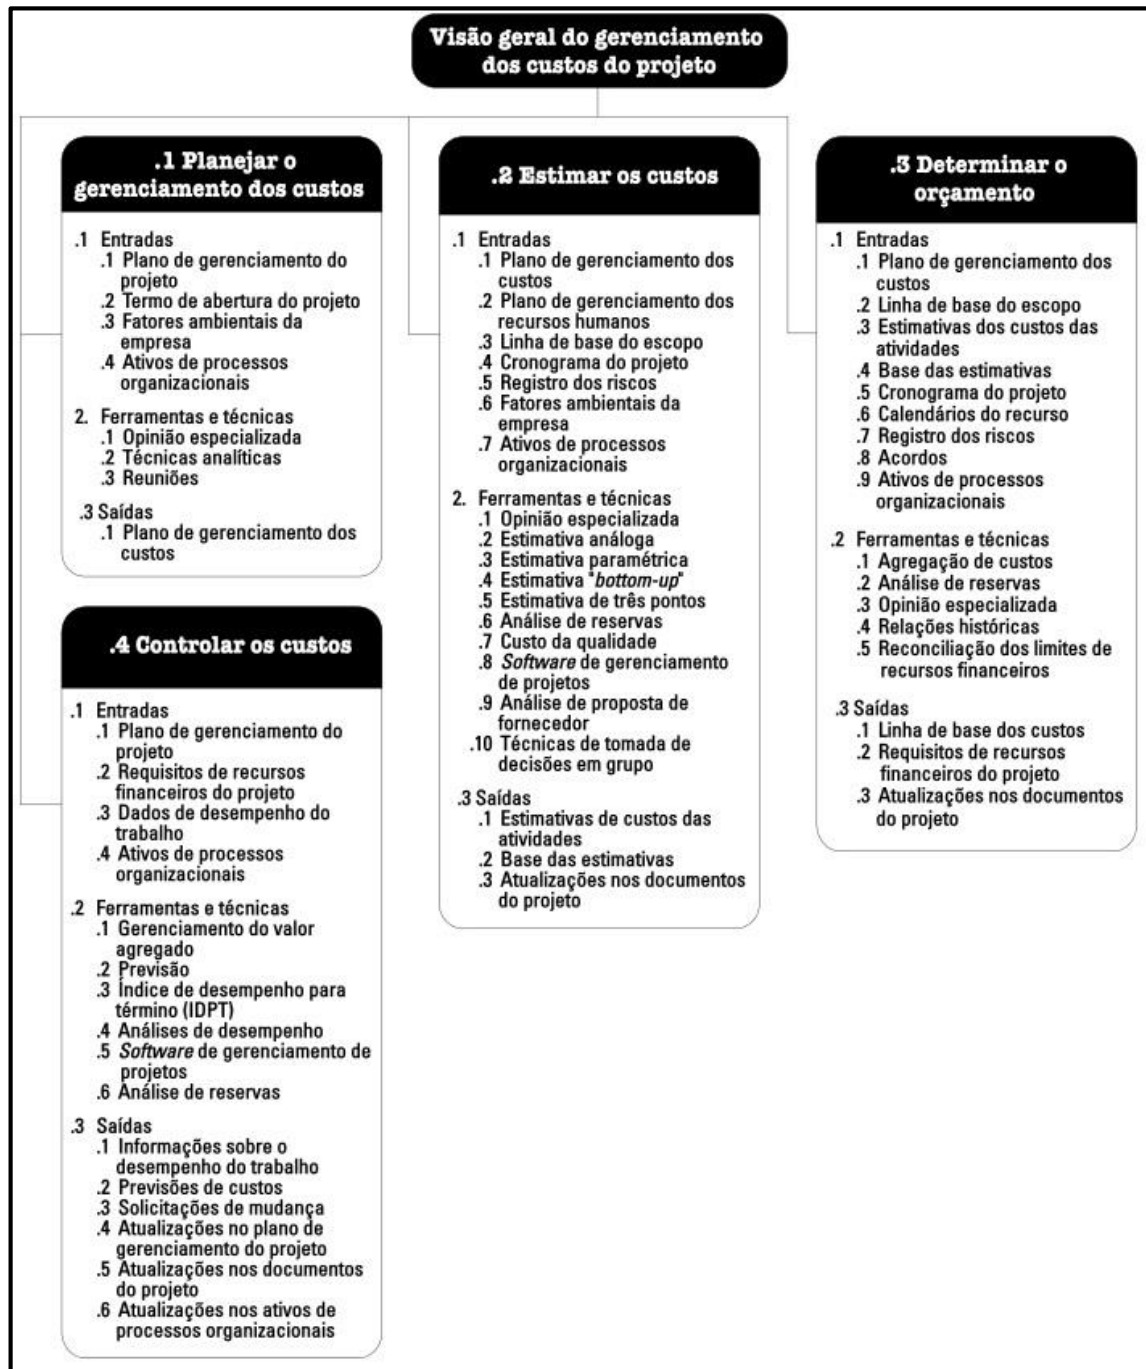 Visão geral do gerenciamento
dos custos do projeto
.1 Planejar o
gerenciamento dos custos
.1 Entradas
.1 Plano de gerenciamento do
projeto
.2 Termo de abertura do projeto
.3 Fatores ambientais da
empresa
.4 Ativos de processos
organizacionais
2. Ferramentas e técnicas
.1 Opinião especializada
.2 Técnicas analíticas
.3 Reuniões
.3 Saídas
.1 Plano de gerenciamento dos
custos
.2 Estimar os custos
.1 Entradas
.1 Plano de gerenciamento dos
custos
.2 Plano de gerenciamento dos
recursos humanos
.3 Linha de base do escopo
.4 Cronograma do projeto
.5 Registro dos riscos
.6 Fatores ambientais da
empresa
.7 Ativos de processos
organizacionais
2. Ferramentas e técnicas
.1 Opinião especializada
.2 Estimativa análoga
.3 Estimativa paramétrica
.4 Estimativa "bottom-up"
.5 Estimativa de três pontos
.6 Análise de reservas
.7 Custo da qualidade
.8 Software de gerenciamento
de projetos
.9 Análise de proposta de
fornecedor
.10 Técnicas de tomada de
decisões em grupo
.3 Saídas
.1 Estimativas de custos das
atividades
.2 Base das estimativas
.3 Atualizações nos documentos
do projeto
.3 Determinar o
orçamento
.1 Entradas
.1 Plano de gerenciamento dos
custos
.2 Linha de base do escopo
.3 Estimativas dos custos das
atividades
.4 Base das estimativas
.5 Cronograma do projeto
.6 Calendários do recurso
.7 Registro dos riscos
.8 Acordos
.9 Ativos de processos
organizacionais
.2 Ferramentas e técnicas
.1 Agregação de custos
.2 Análise de reservas
.3 Opinião especializada
.4 Relações históricas
.5 Reconciliação dos limites de
recursos financeiros
.3 Saídas
.1 Linha de base dos custos
.2 Requisitos de recursos
financeiros do projeto
.3 Atualizações nos documentos
do projeto
.4 Controlar os custos
.1 Entradas
.1 Plano de gerenciamento do
projeto
.2 Requisitos de recursos
financeiros do projeto
.3 Dados de desempenho do
trabalho
.4 Ativos de processos
organizacionais
.2 Ferramentas e técnicas
.1 Gerenciamento do valor
agregado
.2 Previsão
.3 Índice de desempenho para
término (IDPT)
.4 Análises de desempenho
.5 Software de gerenciamento de
projetos
.6 Análise de reservas
.3 Saídas
.1 Informações sobre o
desempenho do trabalho
.2 Previsões de custos
.3 Solicitações de mudança
.4 Atualizações no plano de
gerenciamento do projeto
.5 Atualizações nos documentos
do projeto
.6 Atualizações nos ativos de
processos organizacionais